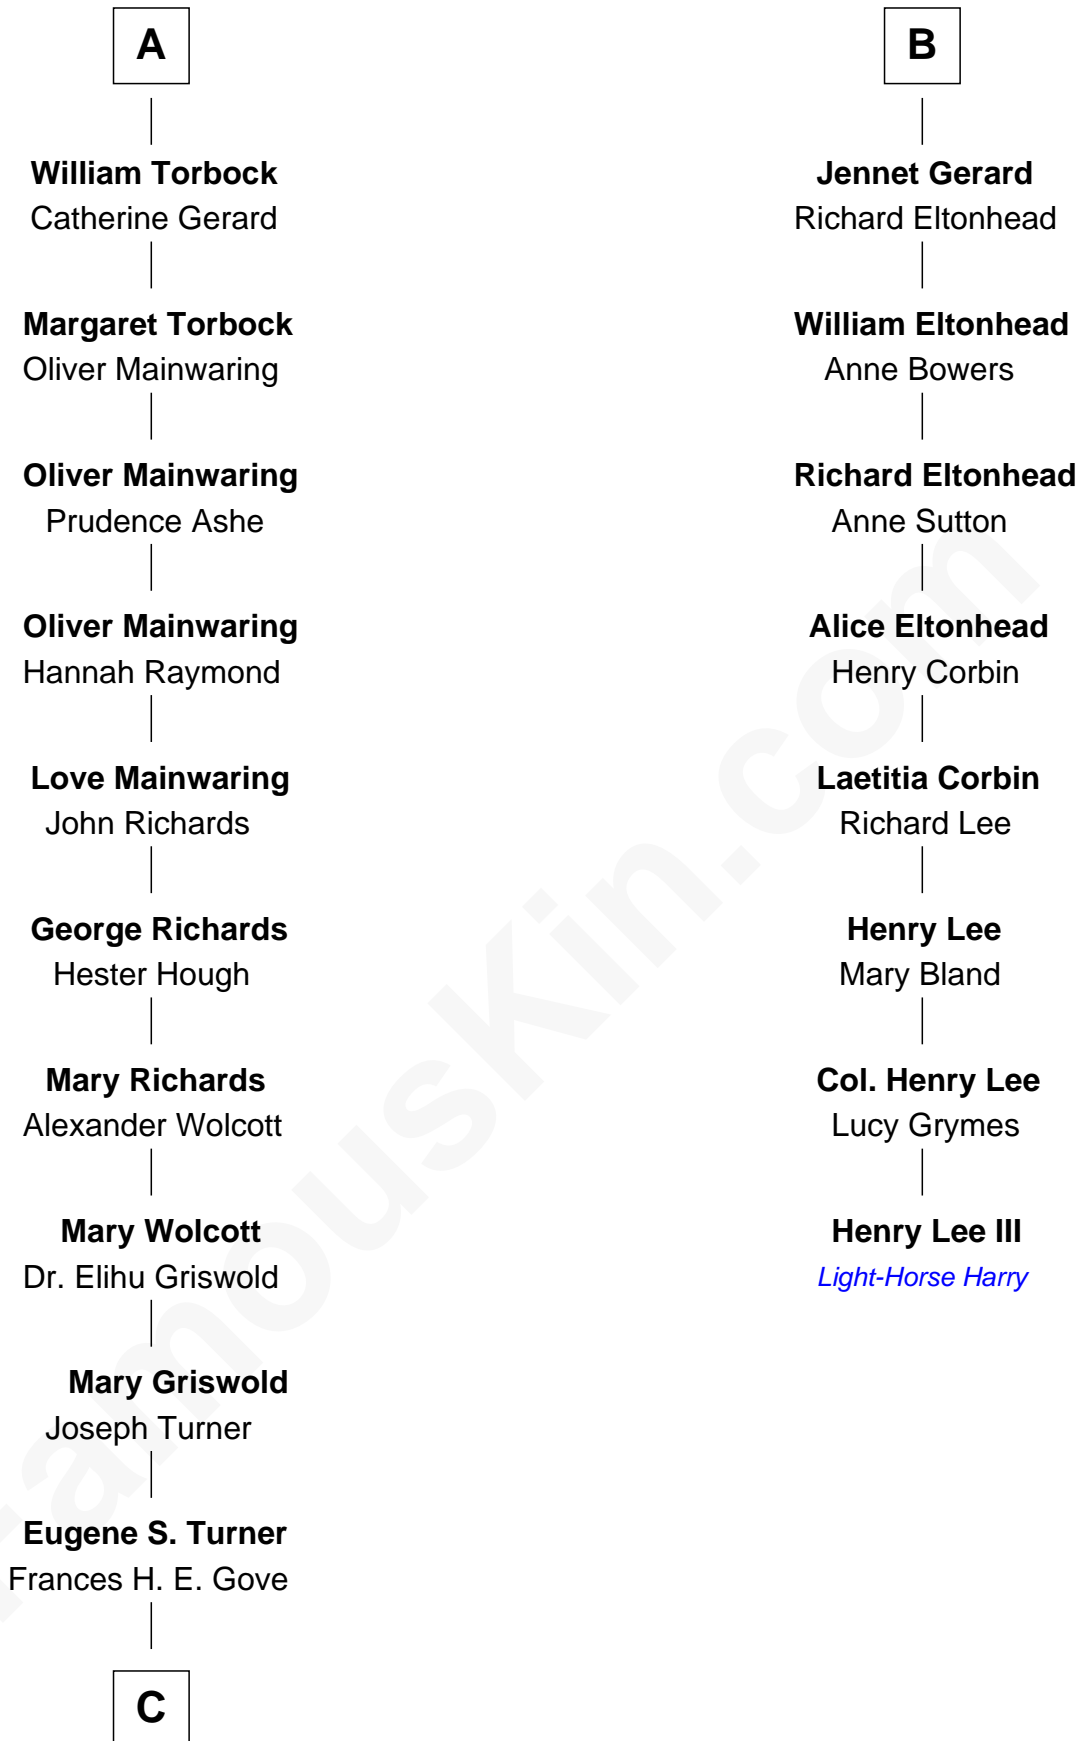 A
William Torbock
Catherine Gerard
Margaret Torbock
Oliver Mainwaring
Oliver Mainwaring
Prudence Ashe
Oliver Mainwaring
Hannah Raymond
Love Mainwaring
John Richards
George Richards
Hester Hough
Mary Richards
Alexander Wolcott
Mary Wolcott
Dr. Elihu Griswold
Mary Griswold
Joseph Turner
Eugene S. Turner
Frances H. E. Gove
C
B
Jennet Gerard
Richard Eltonhead
William Eltonhead
Anne Bowers
Richard Eltonhead
Anne Sutton
Alice Eltonhead
Henry Corbin
Laetitia Corbin
Richard Lee
Henry Lee
Mary Bland
Col. Henry Lee
Lucy Grymes
Henry Lee III
Light-Horse Harry
FamousKin.com